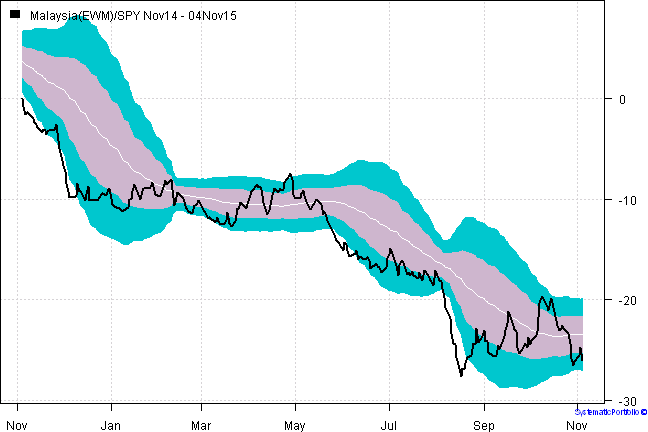 Malaysia(EWM)/SPY Nov14 - 04Nov15
0
-10
-20
-30
Nov Jan Mar May Jul Sep Nov
SystematicPortfolio ©